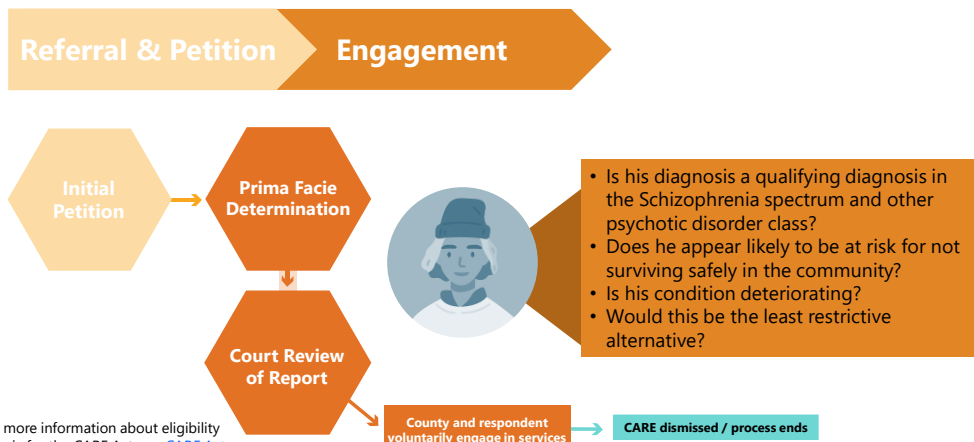 Referral & Petition
Engagement
Initial
Petition
Prima Facie
Determination
• Is his diagnosis a qualifying diagnosis in
the Schizophrenia spectrum and other
psychotic disorder class?
• Does he appear likely to be at risk for not
surviving safely in the community?
• Is his condition deteriorating?
• Would this be the least restrictive
alternative?
Court Review
of Report
more information about eligibility
County and respondent
voluntarily engage in services
CARE dismissed / process ends